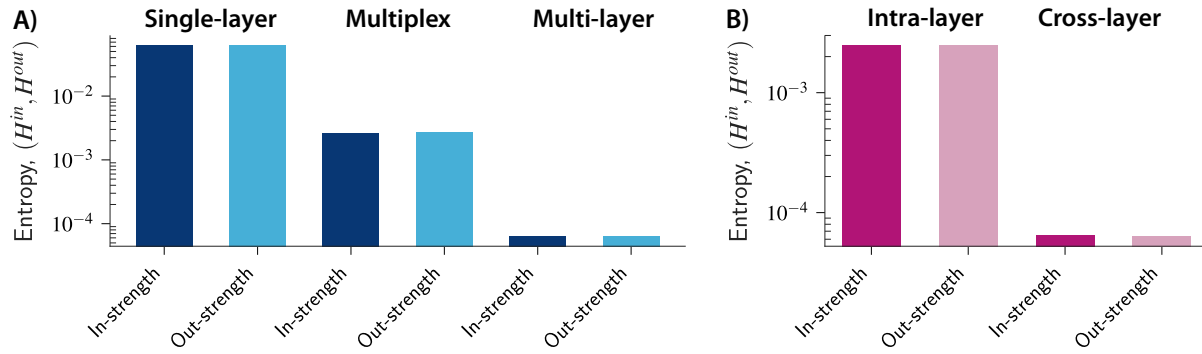 A)
Single-layer Multiplex Multi-layer
Entropy, (H^{in}, H^{out})
10^{-2}
10^{-3}
10^{-4}
In-strength Out-strength In-strength Out-strength In-strength Out-strength
B)
Intra-layer Cross-layer
Entropy, (H^{in}, H^{out})
10^{-3}
10^{-4}
In-strength Out-strength In-strength Out-strength